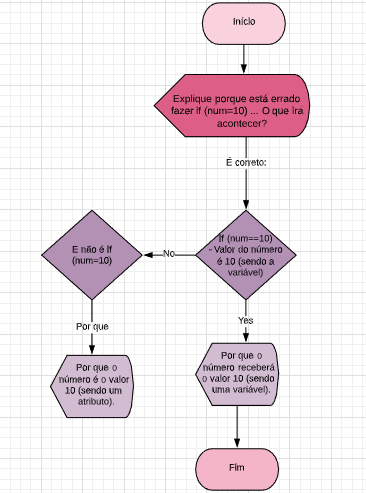 Início
Explique porque está errado
fazer if (num=10) ... O que irá
acontecer?
É correto:
If (num==10)
- Valor do número
é 10 (sendo a
variável)
No
E não é if
(num=10)
Yes
Por que
Por que o
número receberá
o valor 10 (sendo
uma variável).
Por que o
número é o valor
10 (sendo um
atributo).
Fim